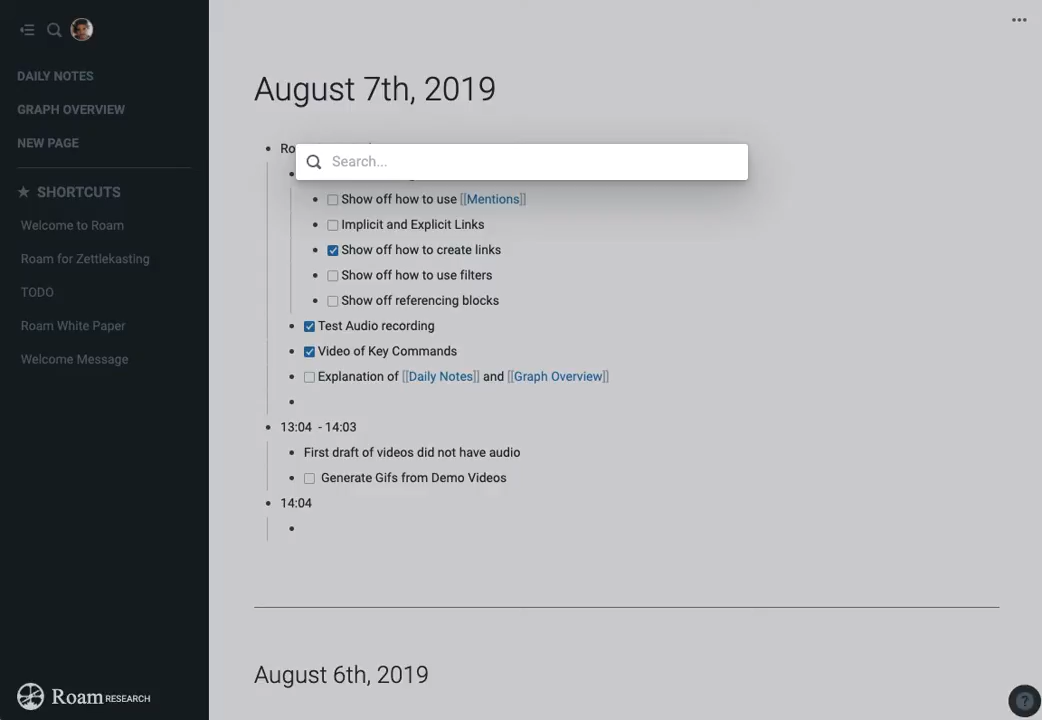 DAILY NOTES
GRAPH OVERVIEW
NEW PAGE
SHORTCUTS
Welcome to Roam
Roam for Zettlekasting
TODO
Roam White Paper
Welcome Message
Roam RESEARCH
August 7th, 2019
Search...
Show off how to use [[Mentions]]
Implicit and Explicit Links
Show off how to create links
Show off how to use filters
Show off referencing blocks
Test Audio recording
Video of Key Commands
Explanation of [[Daily Notes]] and [[Graph Overview]]
13:04 - 14:03
First draft of videos did not have audio
Generate Gifs from Demo Videos
14:04
August 6th, 2019
?